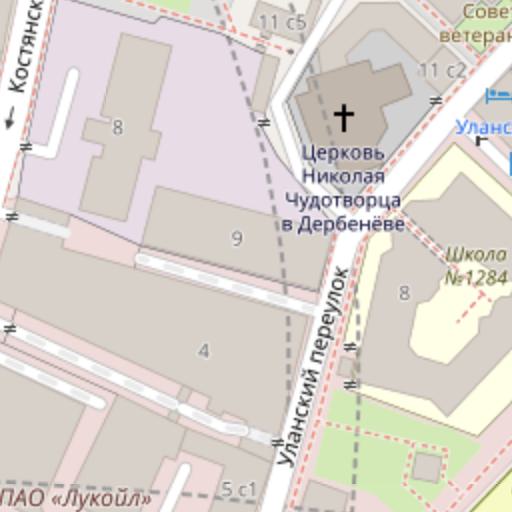 11 с5
Сове
ветеран
Костянск
11 с2
Уланс
8
Церковь
Николая
Чудотворца
в Дербенёве
9
Школа
№1284
8
4
Уланский переулок
5 с1
ПАО «Лукойл»